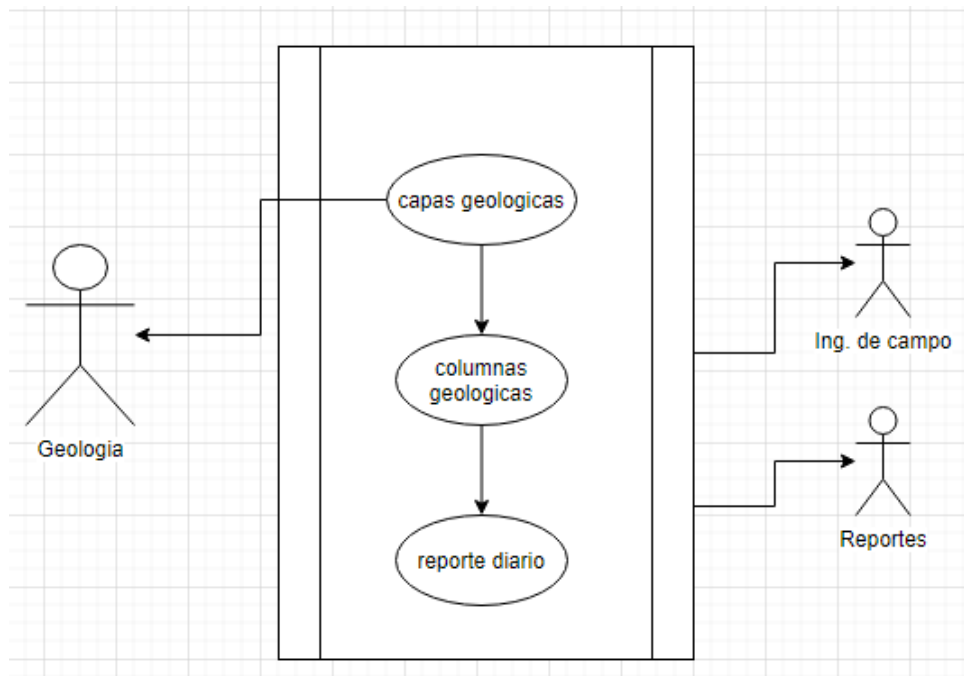 capas geologicas
columnas
geologicas
reporte diario
Geologia
Ing. de campo
Reportes